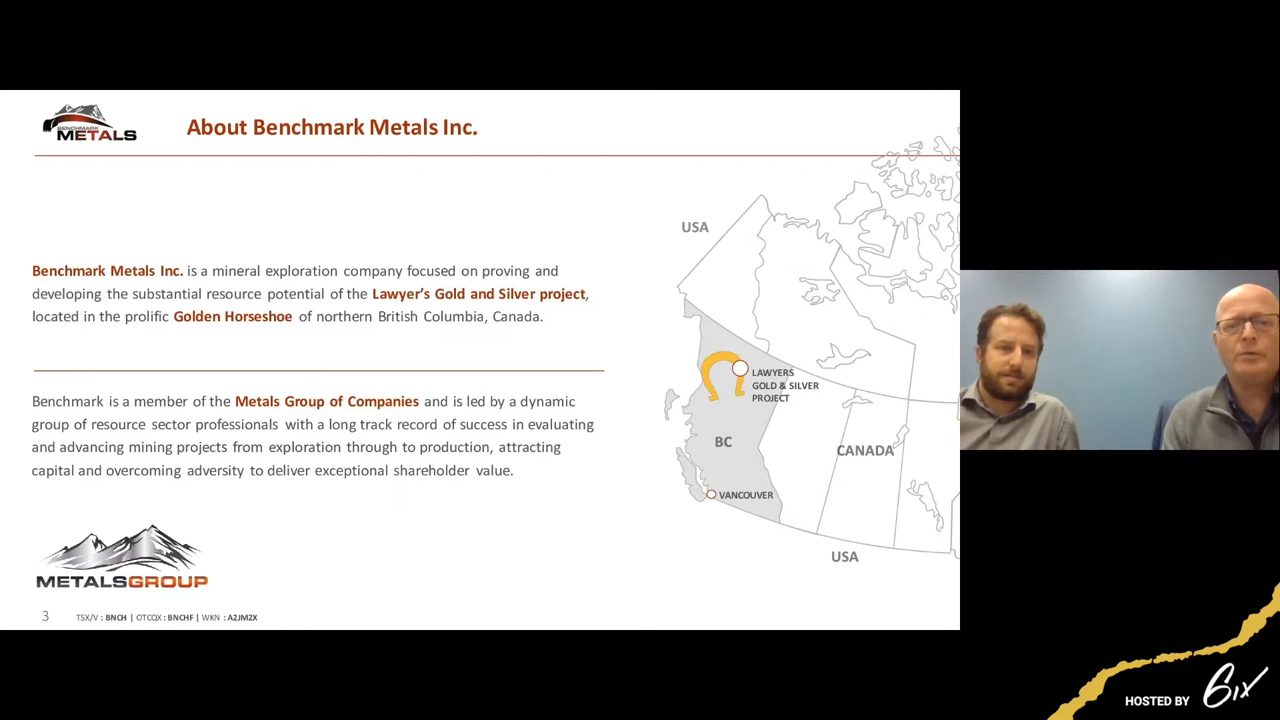 BENCHMARK
METALS
About Benchmark Metals Inc.
Benchmark Metals Inc. is a mineral exploration company focused on proving and
developing the substantial resource potential of the Lawyer's Gold and Silver project,
located in the prolific Golden Horseshoe of northern British Columbia, Canada.
Benchmark is a member of the Metals Group of Companies and is led by a dynamic
group of resource sector professionals with a long track record of success in evaluating
and advancing mining projects from exploration through to production, attracting
capital and overcoming adversity to deliver exceptional shareholder value.
METALSGROUP
3
TSX/V : BNCH | OTCQX : BNCHF | WKN : A2JM2X
USA
LAWYERS
GOLD & SILVER
PROJECT
BC
CANADA
VANCOUVER
USA
HOSTED BY 6ix